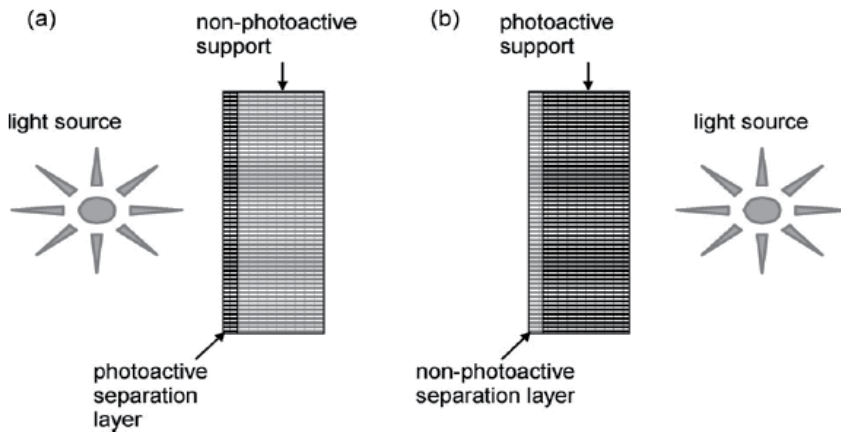 (a)
non-photoactive
support
light source
photoactive
separation
layer
(b)
photoactive
support
light source
non-photoactive
separation layer